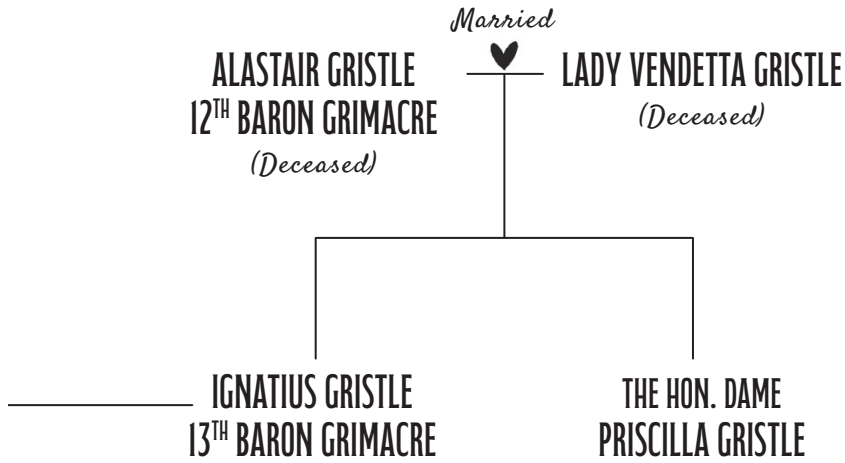 Married
ALASTAIR GRISTLE
12TH BARON GRIMACRE
(Deceased)
LADY VENDETTA GRISTLE
(Deceased)
IGNATIUS GRISTLE
13TH BARON GRIMACRE
THE HON. DAME
PRISCILLA GRISTLE